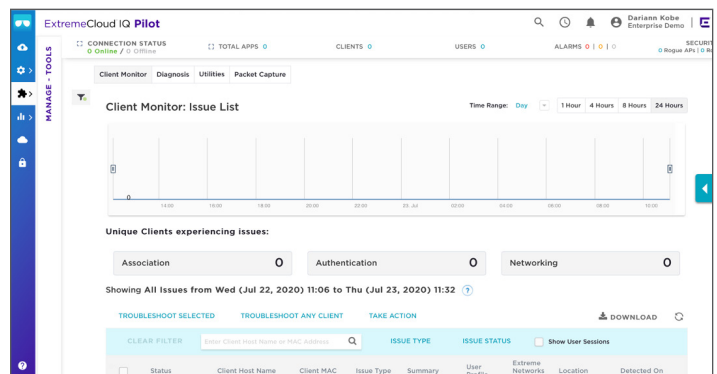 ExtremeCloud IQ Pilot
Dariann Kobe
Enterprise Demo
CONNECTION STATUS
0 Online / 0 Offline
TOTAL APPS 0
CLIENTS 0
USERS 0
ALARMS 0 | 0 | 0
SECURIT
0 Rogue APs | 0 Ro
MANAGE - TOOLS
Client Monitor Diagnosis Utilities Packet Capture
Client Monitor: Issue List
Time Range: Day 1 Hour 4 Hours 8 Hours 24 Hours
0
14:00 16:00 18:00 20:00 22:00 23. Jul 02:00 04:00 06:00 08:00 10:00
Unique Clients experiencing issues:
Association 0
Authentication 0
Networking 0
Showing All Issues from Wed (Jul 22, 2020) 11:06 to Thu (Jul 23, 2020) 11:32 ?
TROUBLESHOOT SELECTED TROUBLESHOOT ANY CLIENT TAKE ACTION DOWNLOAD
CLEAR FILTER Enter Client Host Name or MAC Address ISSUE TYPE ISSUE STATUS Show User Sessions
Status Client Host Name Client MAC Issue Type Summary User Profile Extreme Networks Location Detected On